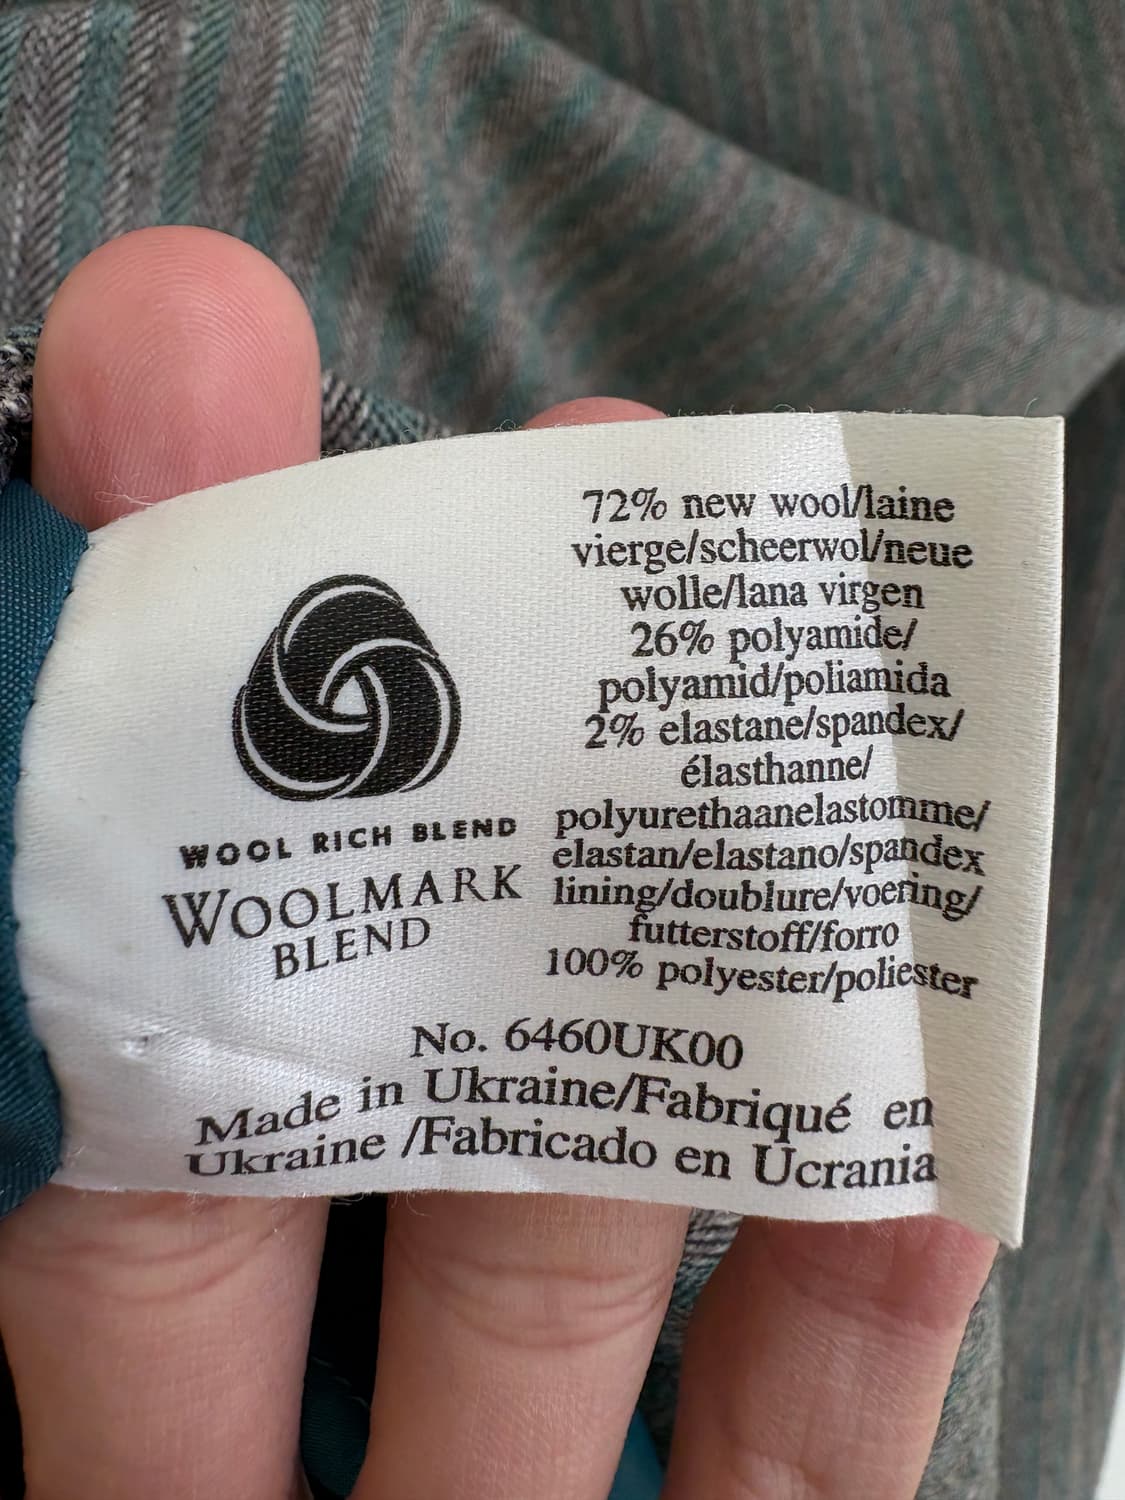 72% new wool/laine
vierge/scheerwol/neue
wolle/lana virgen
26% polyamide/
polyamid/poliamida
2% elastane/spandex/
élasthanne/
polyurethaanelastomme/
elastan/elastano/spandex
lining/doublure/voering/
futterstoff/forro
100% polyester/poliester
WOOL RICH BLEND
WOOLMARK
BLEND
No. 6460UK00
Made in Ukraine/Fabriqué en
Ukraine /Fabricado en Ucrania